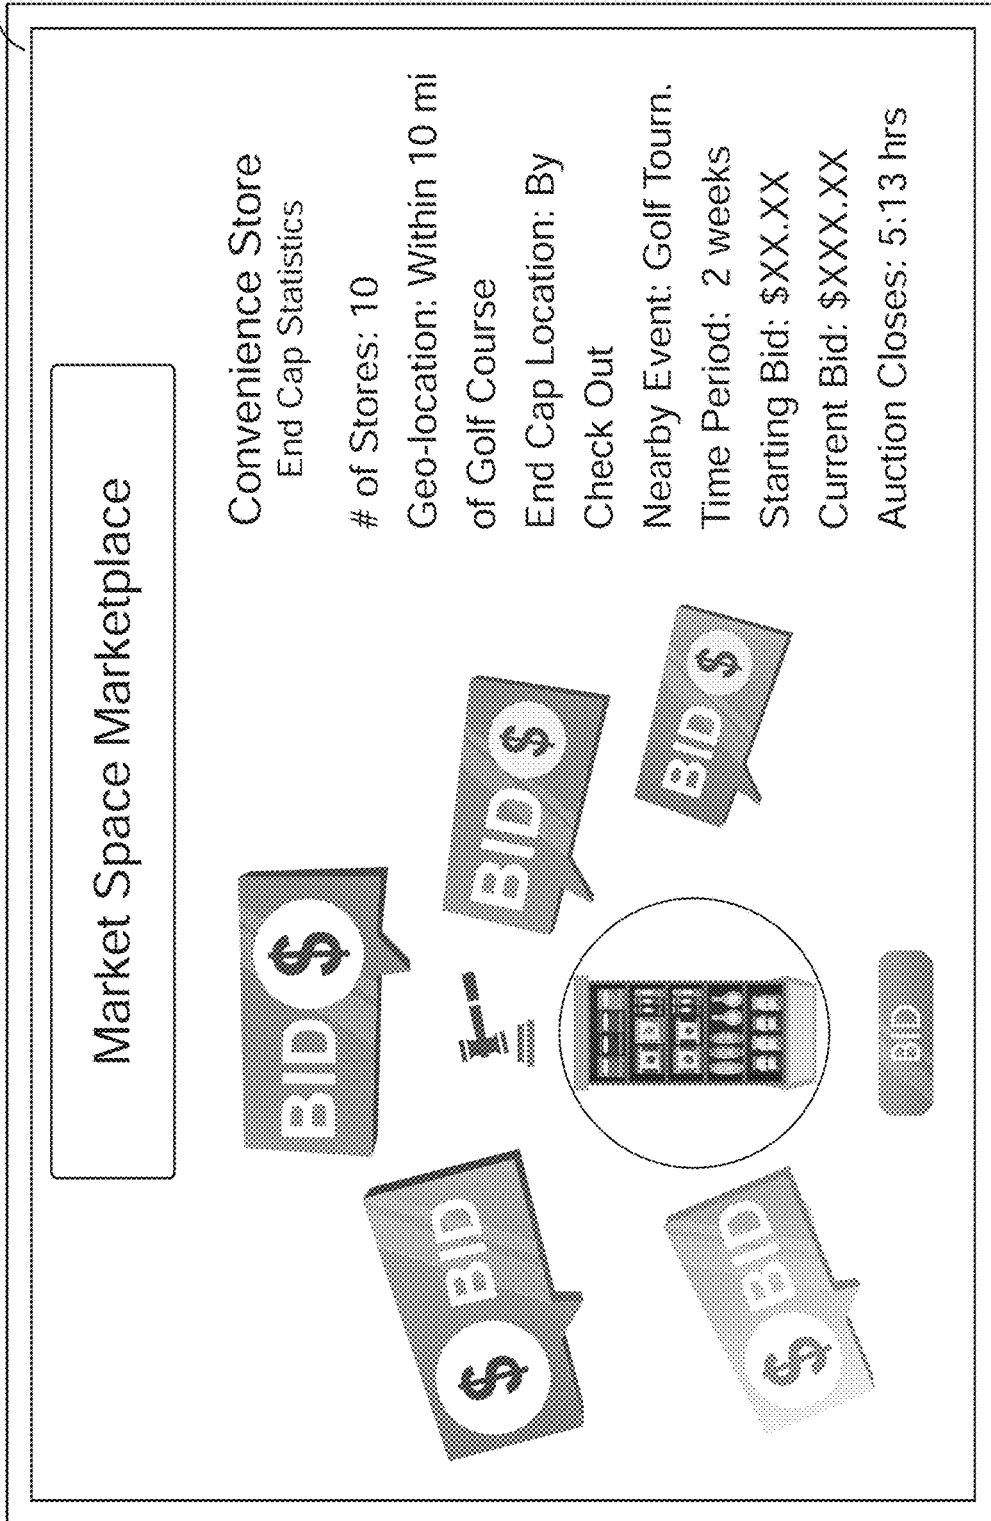 Market Space Marketplace
BID $
$ BID
BID $
BID $
$ BID
BID
Convenience Store
End Cap Statistics
# of Stores: 10
Geo-location: Within 10 mi
of Golf Course
End Cap Location: By
Check Out
Nearby Event: Golf Tourn.
Time Period: 2 weeks
Starting Bid: $XX.XX
Current Bid: $XXX.XX
Auction Closes: 5:13 hrs